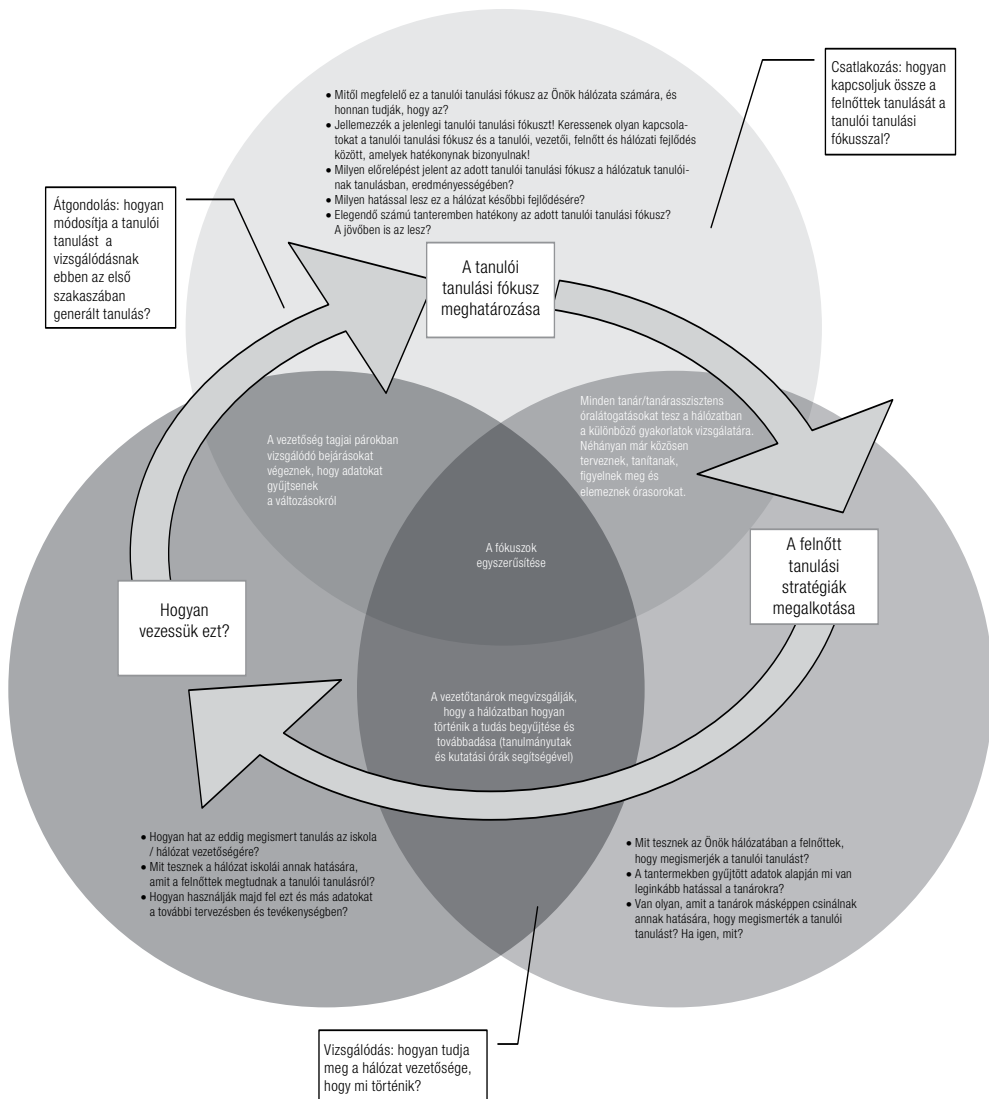 • Mitől megfelelő ez a tanulói tanulási fókusz az Önök hálózata számára, és
honnan tudják, hogy az?
• Jellemezzék a jelenlegi tanulói tanulási fókuszt! Keressenek olyan kapcsola-
tokat a tanulói tanulási fókusz és a tanulói, vezetői, felnőtt és hálózati fejlődés
között, amelyek hatékonynak bizonyulnak!
• Milyen előrelépést jelent az adott tanulói tanulási fókusz a hálózatuk tanulói-
nak tanulásban, eredményességében?
• Milyen hatással lesz ez a hálózat későbbi fejlődésére?
• Elegendő számú tanteremben hatékony az adott tanulói tanulási fókusz?
A jövőben is az lesz?
Csatlakozás: hogyan
kapcsoljuk össze a
felnőttek tanulását a
tanulói tanulási
fókusszal?
Átgondolás: hogyan
módosítja a tanulói
tanulást a
vizsgálódásnak
ebben az első
szakaszában
generált tanulás?
A tanulói
tanulási fókusz
meghatározása
A vezetőség tagjai párokban
vizsgálódó bejárásokat
végeznek, hogy adatokat
gyűjtsenek
a változásokról
Minden tanár/tanárasszisztens
óralátogatásokat tesz a hálózatban
a különböző gyakorlatok vizsgálatára.
Néhányan már közösen
terveznek, tanítanak,
figyelnek meg és
elemeznek órasorokat.
A fókuszok
egyszerűsítése
A felnőtt
tanulási
stratégiák
megalkotása
Hogyan
vezessük ezt?
A vezetőtanárok megvizsgálják,
hogy a hálózatban hogyan
történik a tudás begyűjtése és
továbbadása (tanulmányutak
és kutatási órák segítségével)
• Hogyan hat az eddig megismert tanulás az iskola
/ hálózat vezetőségére?
• Mit tesznek a hálózat iskolái annak hatására,
amit a felnőttek megtudnak a tanulói tanulásról?
• Hogyan használják majd fel ezt és más adatokat
a további tervezésben és tevékenységben?
• Mit tesznek az Önök hálózatában a felnőttek,
hogy megismerjék a tanulói tanulást?
• A tantermekben gyűjtött adatok alapján mi van
leginkább hatással a tanárokra?
• Van olyan, amit a tanárok másképpen csinálnak
annak hatására, hogy megismerték a tanulói
tanulást? Ha igen, mit?
Vizsgálódás: hogyan tudja
meg a hálózat vezetősége,
hogy mi történik?